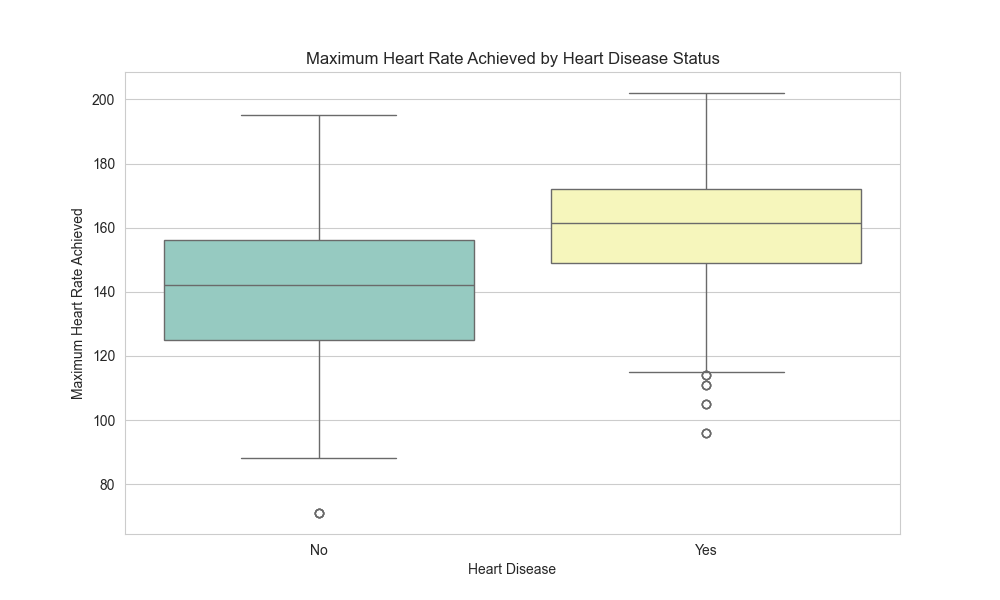 Maximum Heart Rate Achieved by Heart Disease Status
Maximum Heart Rate Achieved
200
180
160
140
120
100
80
No
Yes
Heart Disease